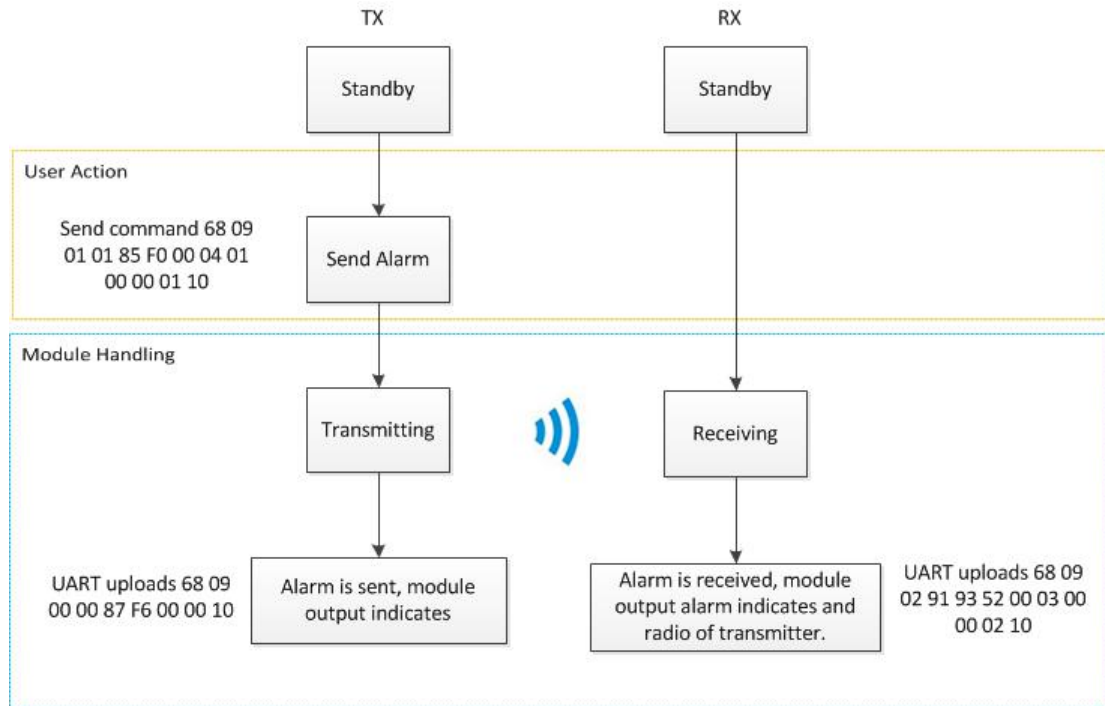 TX
RX
Standby
Standby
User Action
Send command 68 09
01 01 85 F0 00 04 01
00 00 01 10
Send Alarm
Module Handling
Transmitting
Receiving
UART uploads 68 09
00 00 87 F6 00 00 10
Alarm is sent, module
output indicates
Alarm is received, module
output alarm indicates and
radio of transmitter.
UART uploads 68 09
02 91 93 52 00 03 00
00 02 10